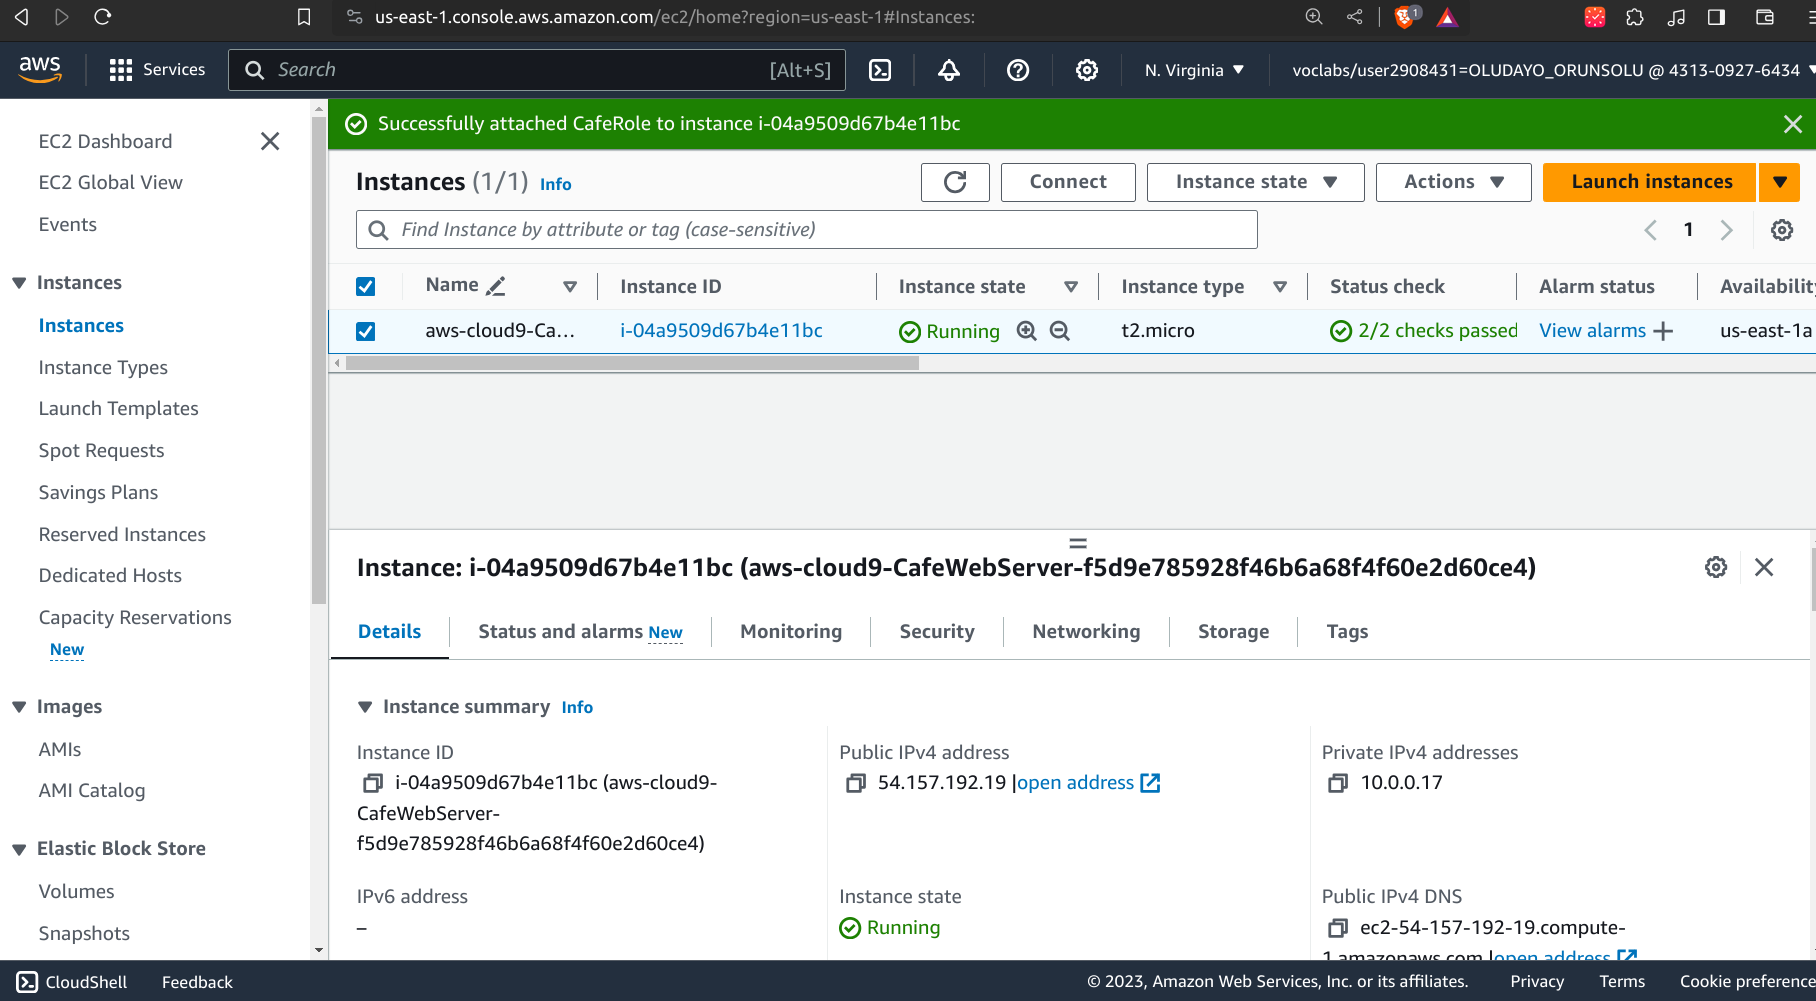 us-east-1.console.aws.amazon.com/ec2/home?region=us-east-1#Instances:
1
aws
Services
Search
[Alt+S]
N. Virginia
voclabs/user2908431=OLUDAYO_ORUNSOLU @ 4313-0927-6434
EC2 Dashboard
EC2 Global View
Events
Instances
Instances
Instance Types
Launch Templates
Spot Requests
Savings Plans
Reserved Instances
Dedicated Hosts
Capacity Reservations
New
Images
AMIs
AMI Catalog
Elastic Block Store
Volumes
Snapshots
Successfully attached CafeRole to instance i-04a9509d67b4e11bc
Instances (1/1) Info
Connect
Instance state
Actions
Launch instances
Find Instance by attribute or tag (case-sensitive)
1
Name
Instance ID
Instance state
Instance type
Status check
Alarm status
Availability
aws-cloud9-Ca...
i-04a9509d67b4e11bc
Running
t2.micro
2/2 checks passed
View alarms
us-east-1a
Instance: i-04a9509d67b4e11bc (aws-cloud9-CafeWebServer-f5d9e785928f46b6a68f4f60e2d60ce4)
Details
Status and alarms New
Monitoring
Security
Networking
Storage
Tags
Instance summary Info
Instance ID
i-04a9509d67b4e11bc (aws-cloud9-
CafeWebServer-
f5d9e785928f46b6a68f4f60e2d60ce4)
Public IPv4 address
54.157.192.19 |open address
Private IPv4 addresses
10.0.0.17
IPv6 address
–
Instance state
Running
Public IPv4 DNS
ec2-54-157-192-19.compute-
1.amazonaws.com |open address
CloudShell
Feedback
© 2023, Amazon Web Services, Inc. or its affiliates.
Privacy
Terms
Cookie preference